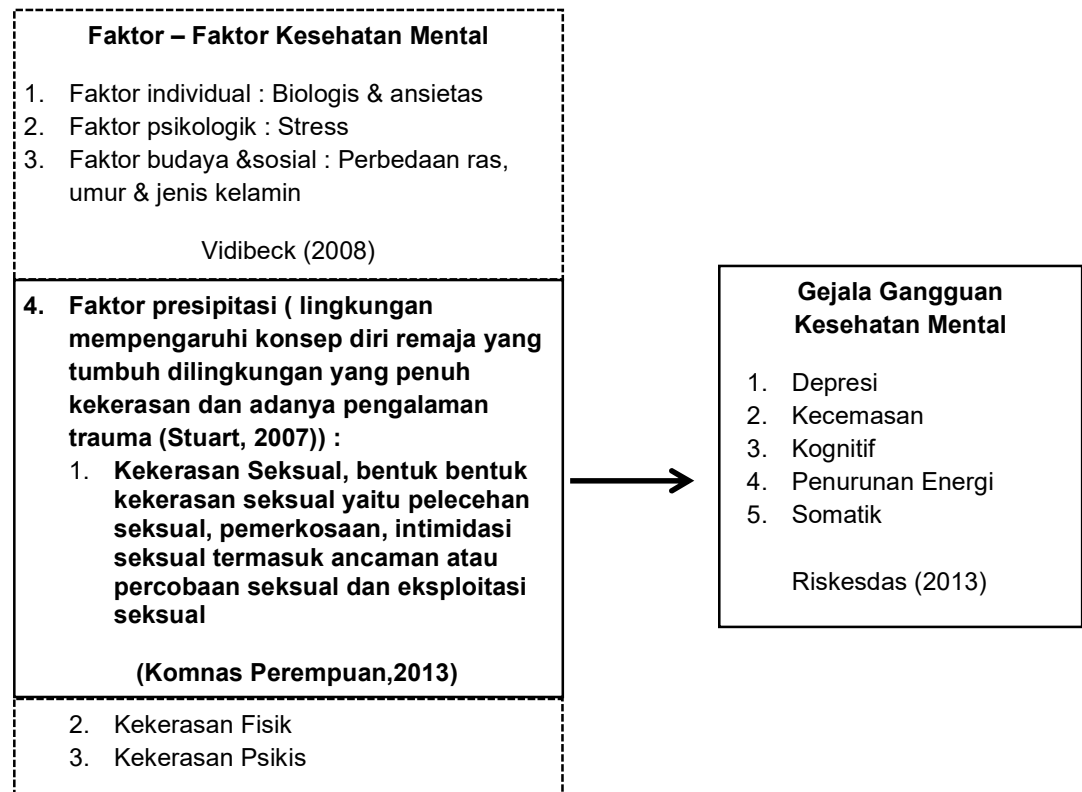 Faktor – Faktor Kesehatan Mental
1. Faktor individual : Biologis & ansietas
2. Faktor psikologik : Stress
3. Faktor budaya &sosial : Perbedaan ras,
umur & jenis kelamin
Vidibeck (2008)
4. Faktor presipitasi ( lingkungan
mempengaruhi konsep diri remaja yang
tumbuh dilingkungan yang penuh
kekerasan dan adanya pengalaman
trauma (Stuart, 2007)) :
1. Kekerasan Seksual, bentuk bentuk
kekerasan seksual yaitu pelecehan
seksual, pemerkosaan, intimidasi
seksual termasuk ancaman atau
percobaan seksual dan eksploitasi
seksual
(Komnas Perempuan,2013)
2. Kekerasan Fisik
3. Kekerasan Psikis
Gejala Gangguan
Kesehatan Mental
1. Depresi
2. Kecemasan
3. Kognitif
4. Penurunan Energi
5. Somatik
Riskesdas (2013)